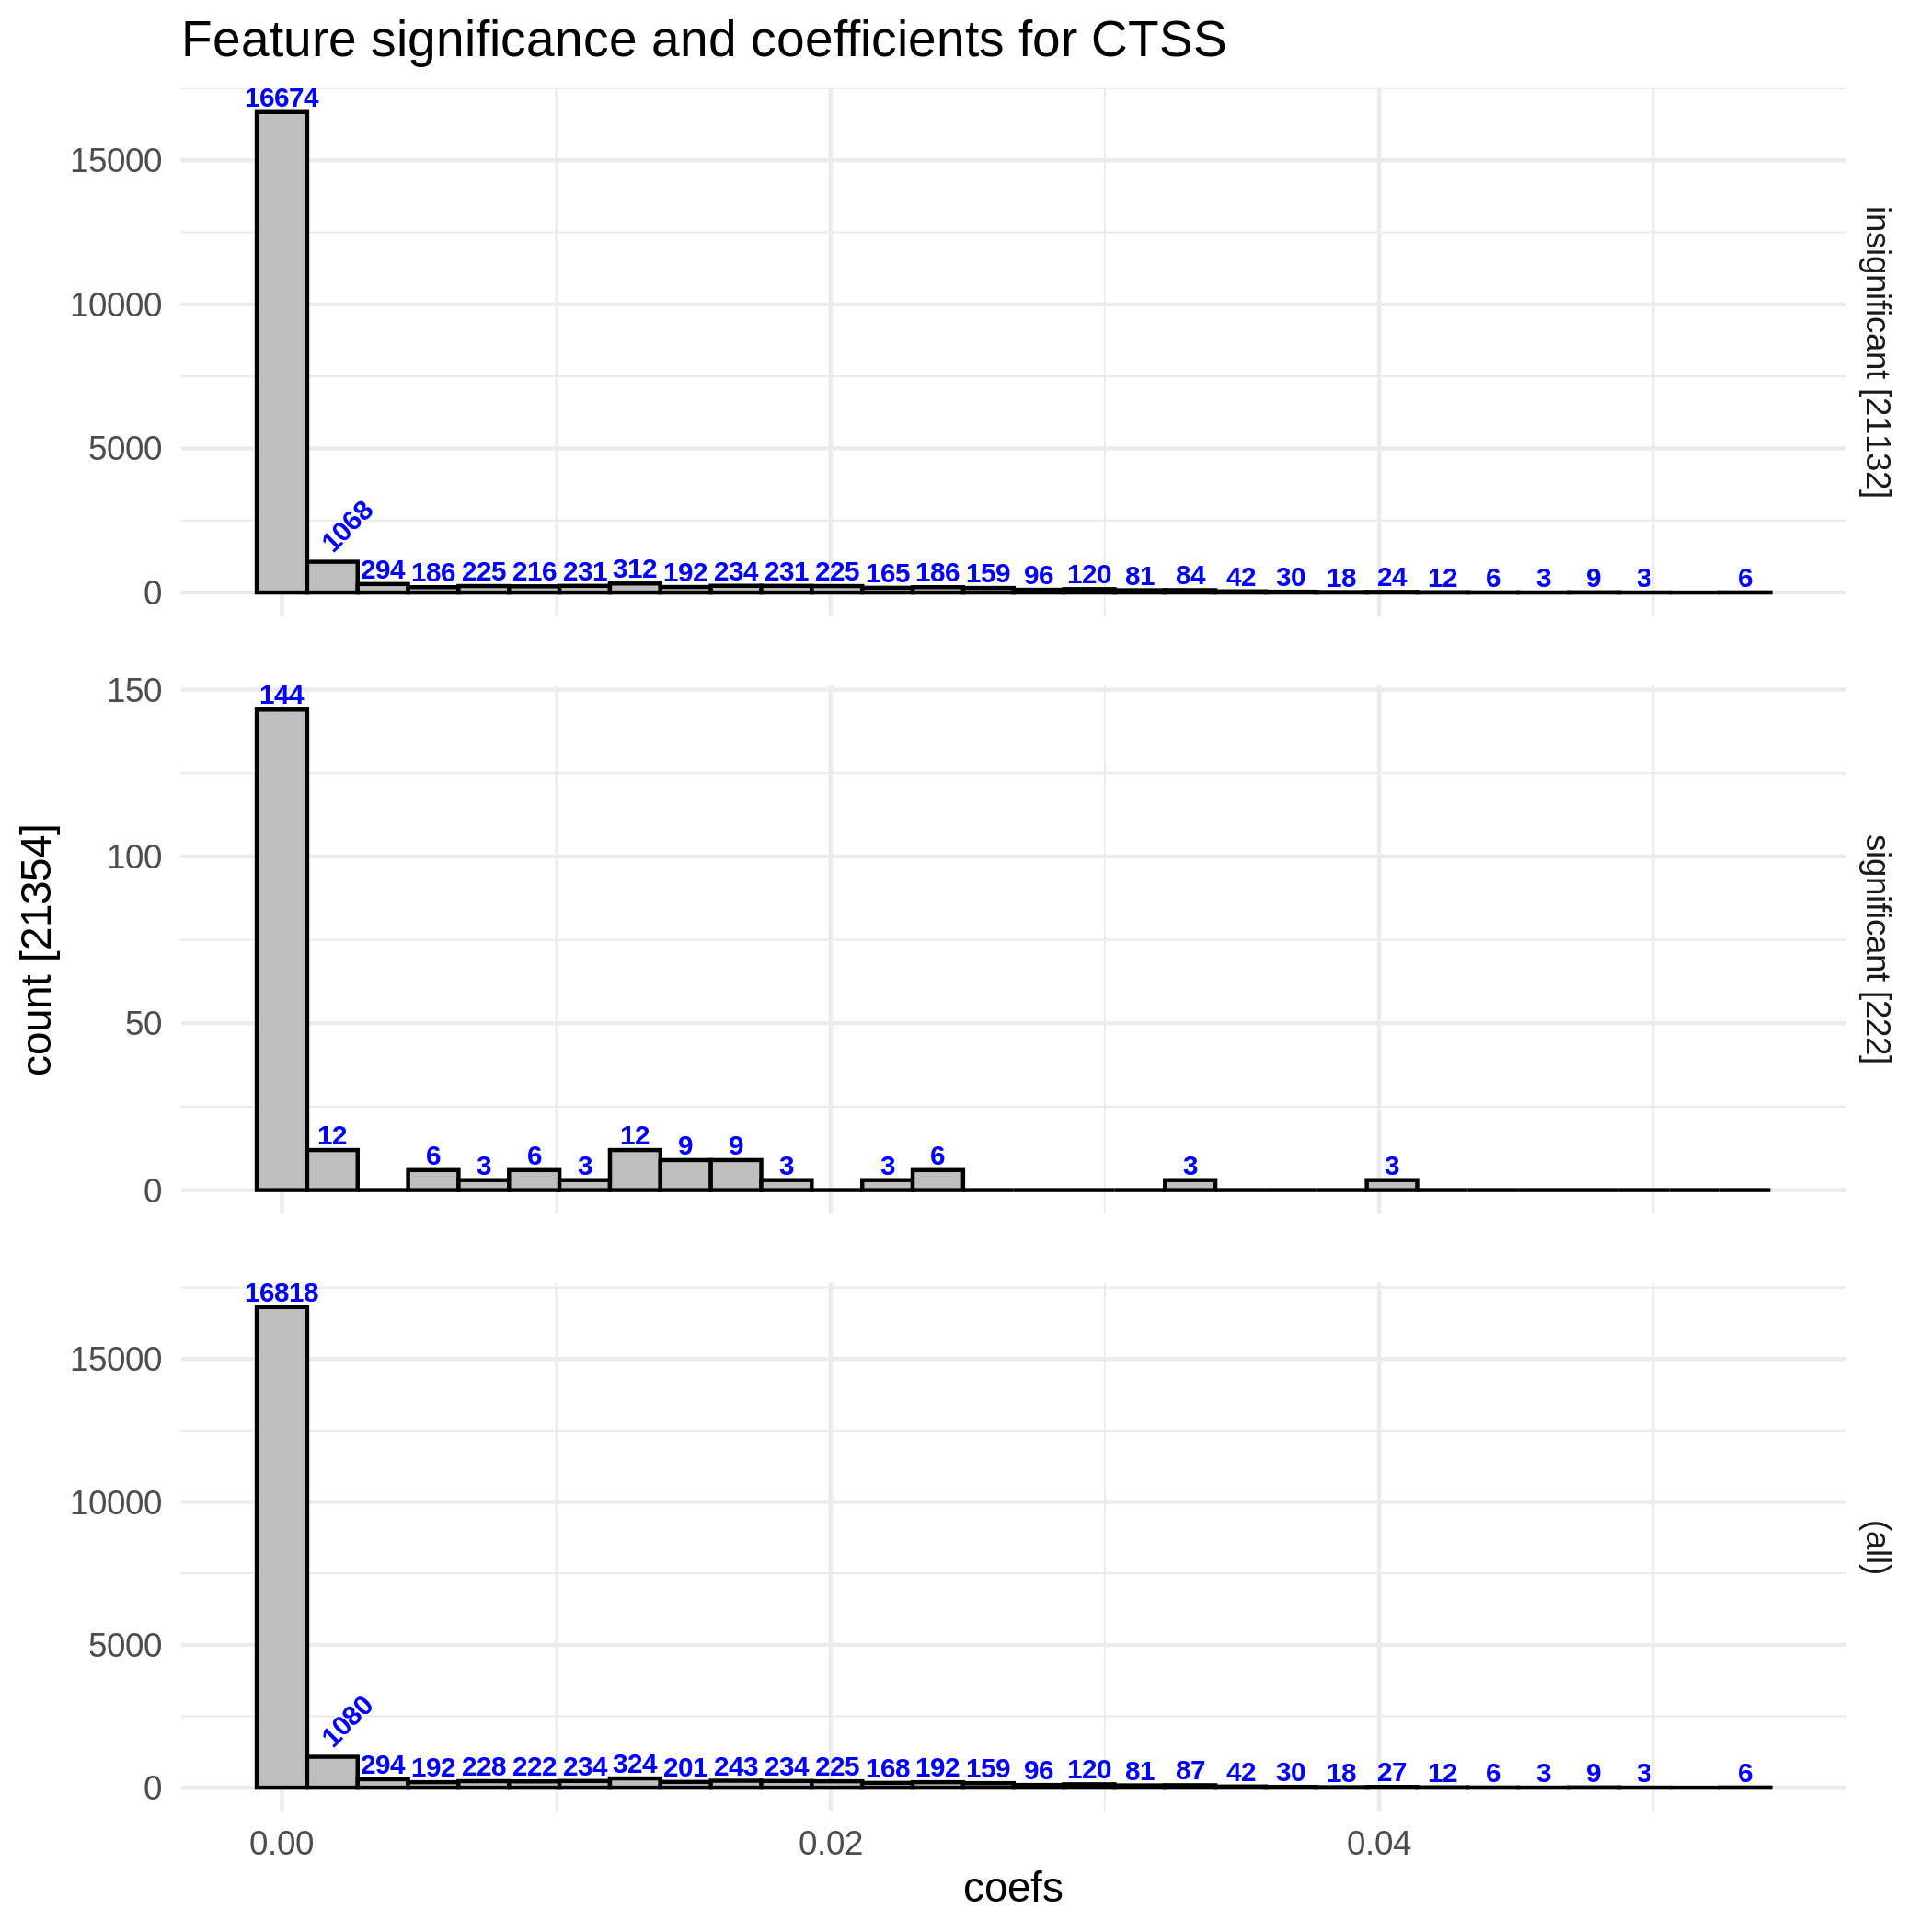 Feature significance and coefficients for CTSS
16674
15000
10000
5000
0
1068
294 186 225 216 231 312 192 234 231 225 165 186 159 96 120 81 84 42 30 18 24 12 6 3 9 3 6
insignificant [21132]
count [21354]
150
100
50
0
144
12 6 3 6 3 12 9 9 3 3 6 3 3
significant [222]
16818
15000
10000
5000
0
1080
294 192 228 222 234 324 201 243 234 225 168 192 159 96 120 81 87 42 30 18 27 12 6 3 9 3 6
(all)
0.00 0.02 0.04
coefs